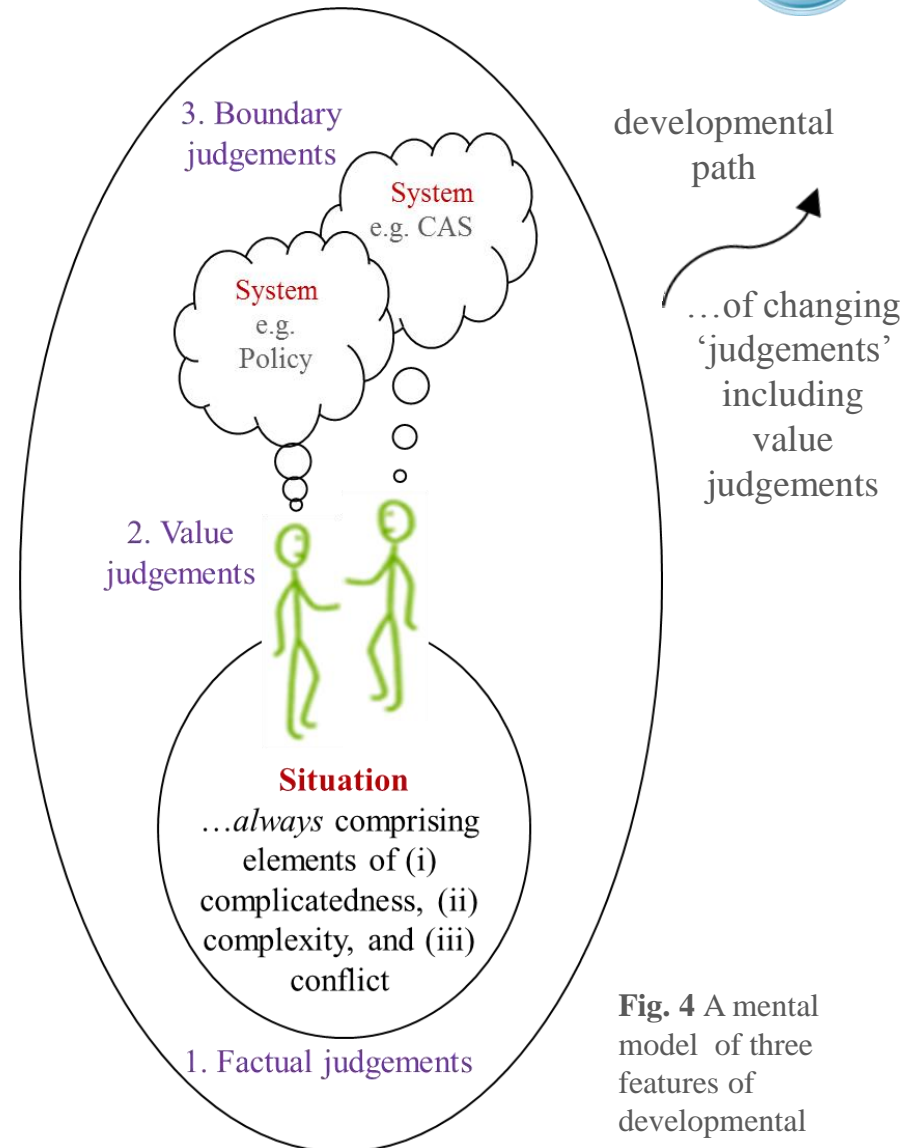 3. Boundary
judgements
System
e.g. CAS
System
e.g.
Policy
2. Value
judgements
Situation
…always comprising
elements of (i)
complicatedness, (ii)
complexity, and (iii)
conflict
1. Factual judgements
developmental
path
…of changing
‘judgements’
including
value
judgements
Fig. 4 A mental
model of three
features of
developmental